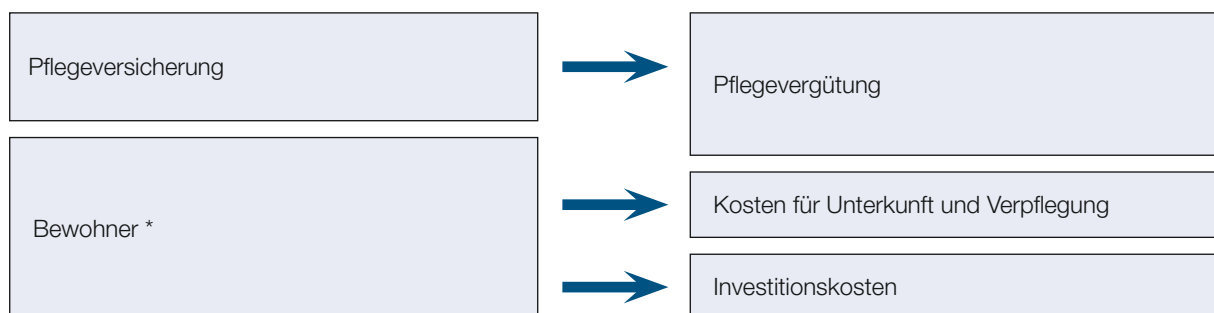 Pflegeversicherung
Pflegevergütung
Bewohner *
Kosten für Unterkunft und Verpflegung
Investitionskosten